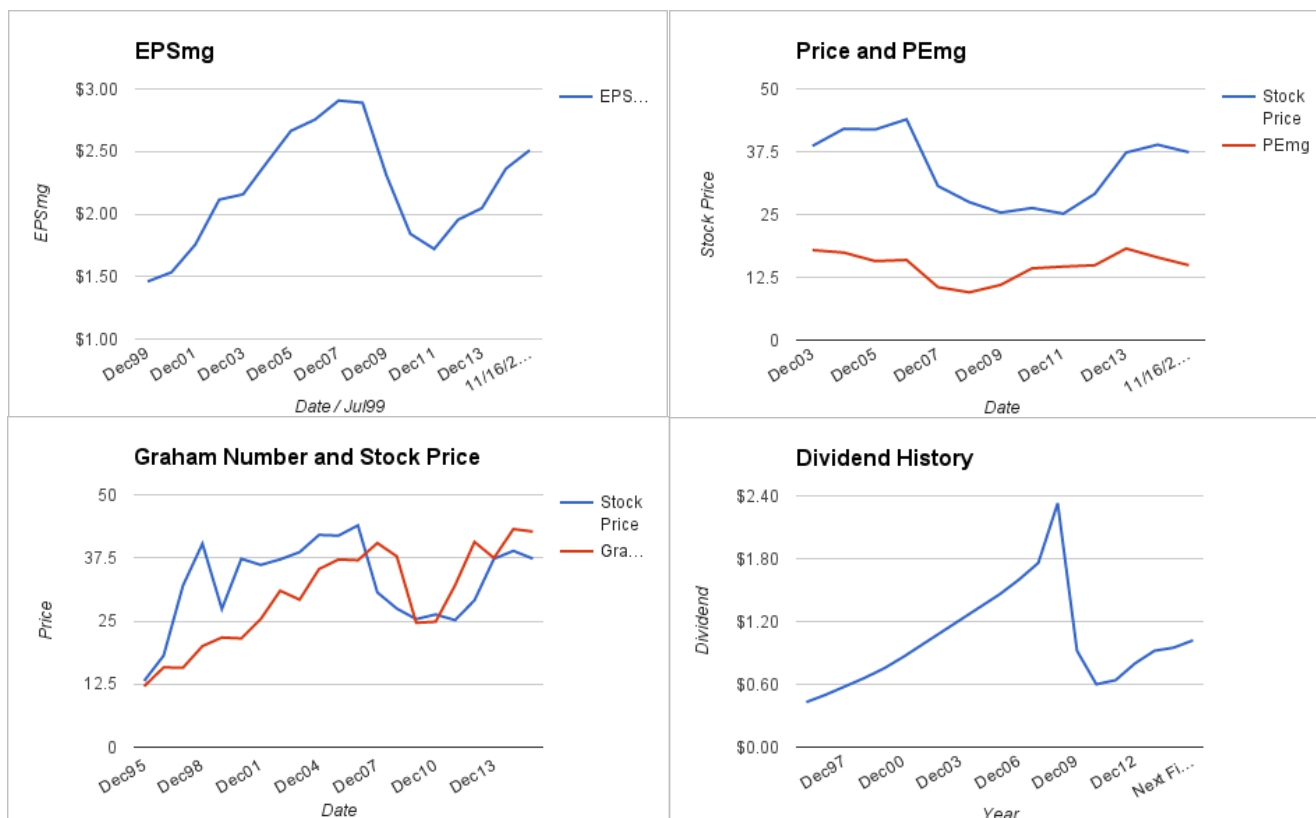 EPSmg
$3.00
$2.50
$2.00
$1.50
$1.00
EPSmg
EPS...
Dec99
Dec01
Dec03
Dec05
Dec07
Dec09
Dec11
Dec13
11/16/2...
Date / Jul99
Price and PEmg
50
37.5
25
12.5
0
Stock Price
Stock
Price
PEmg
Dec03
Dec05
Dec07
Dec09
Dec11
Dec13
11/16/2...
Date
Graham Number and Stock Price
50
37.5
25
12.5
0
Price
Stock
Price
Gra...
Dec95
Dec98
Dec01
Dec04
Dec07
Dec10
Dec13
Date
Dividend History
$2.40
$1.80
$1.20
$0.60
$0.00
Dividend
Dec97
Dec00
Dec03
Dec06
Dec09
Dec12
Next Fi...
Year